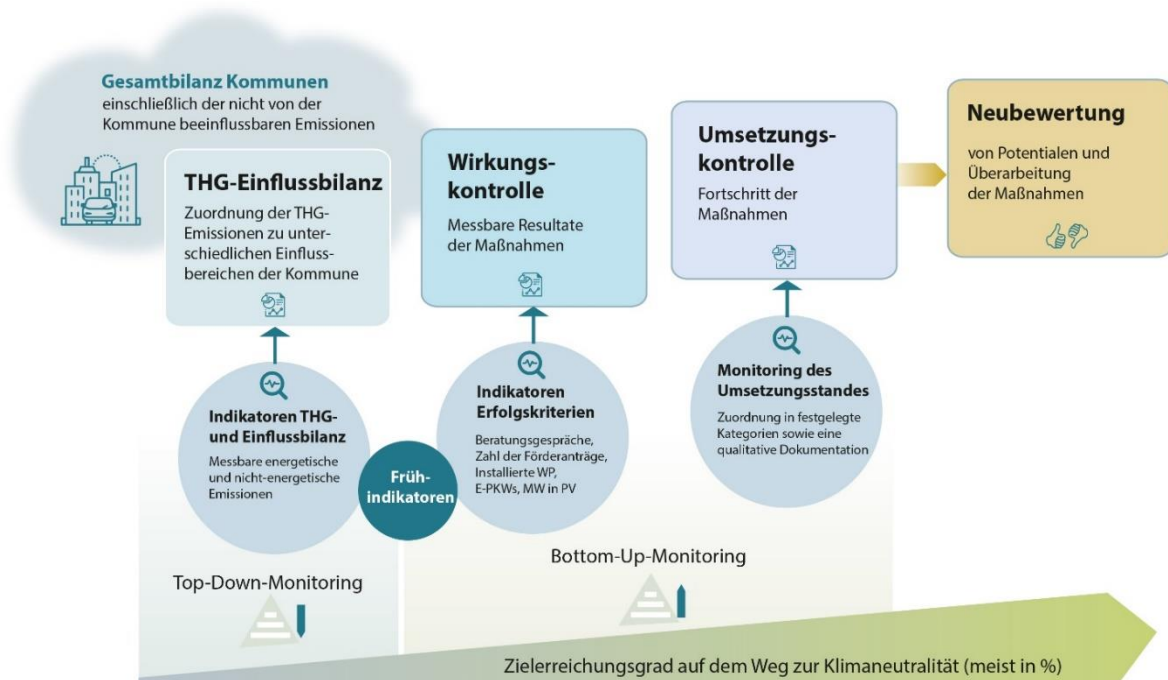 Gesamtbilanz Kommunen
einschließlich der nicht von der
Kommune beeinflussbaren Emissionen
THG-Einflussbilanz
Zuordnung der THG-
Emissionen zu unter-
schiedlichen Einfluss-
bereichen der Kommune
Wirkungs-
kontrolle
Messbare Resultate
der Maßnahmen
Umsetzungs-
kontrolle
Fortschritt der
Maßnahmen
Neubewertung
von Potentialen und
Überarbeitung
der Maßnahmen
Indikatoren THG-
und Einflussbilanz
Messbare energetische
und nicht-energetische
Emissionen
Früh-
indikatoren
Indikatoren
Erfolgskriterien
Beratungsgespräche,
Zahl der Förderanträge,
Installierte WP,
E-PKWs, MW in PV
Monitoring des
Umsetzungsstandes
Zuordnung in festgelegte
Kategorien sowie eine
qualitative Dokumentation
Top-Down-Monitoring
Bottom-Up-Monitoring
Zielerreichungsgrad auf dem Weg zur Klimaneutralität (meist in %)